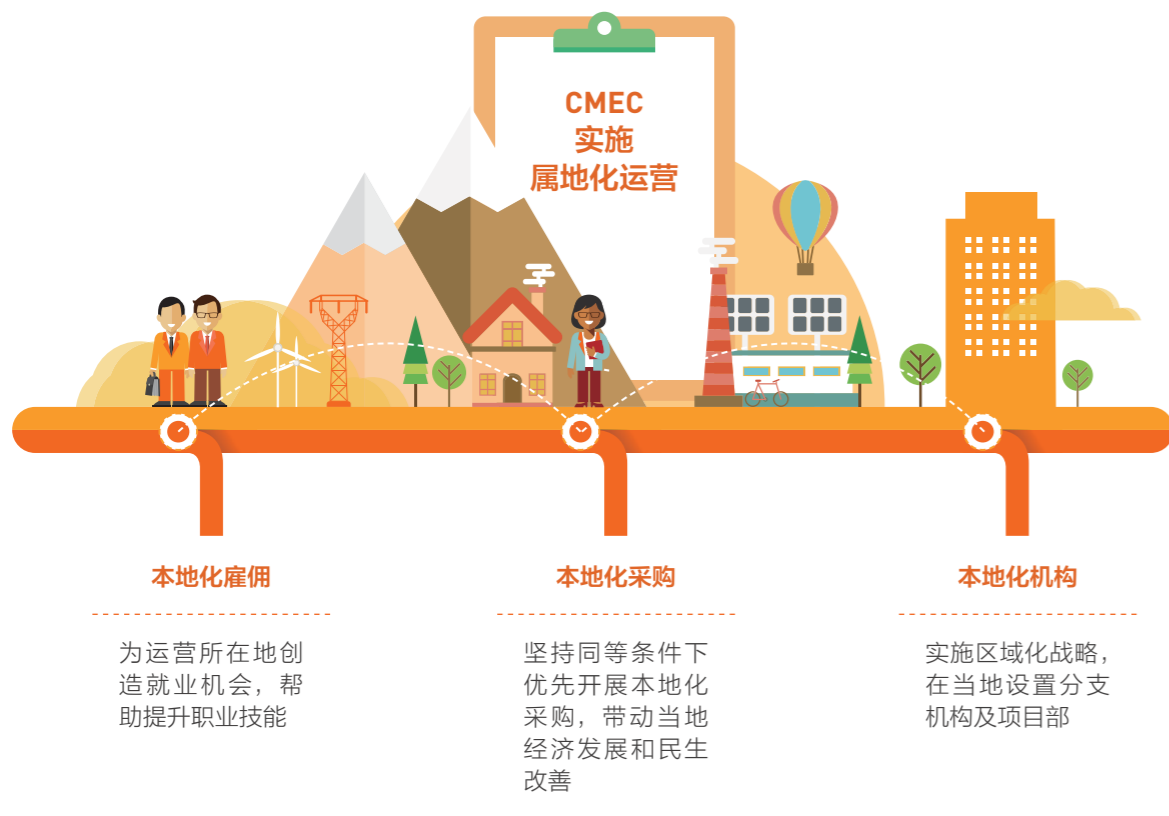 CMEC
实施
属地化运营
本地化雇佣
为运营所在地创
造就业机会，帮
助提升职业技能
本地化采购
坚持同等条件下
优先开展本地化
采购，带动当地
经济发展和民生
改善
本地化机构
实施区域化战略，
在当地设置分支
机构及项目部